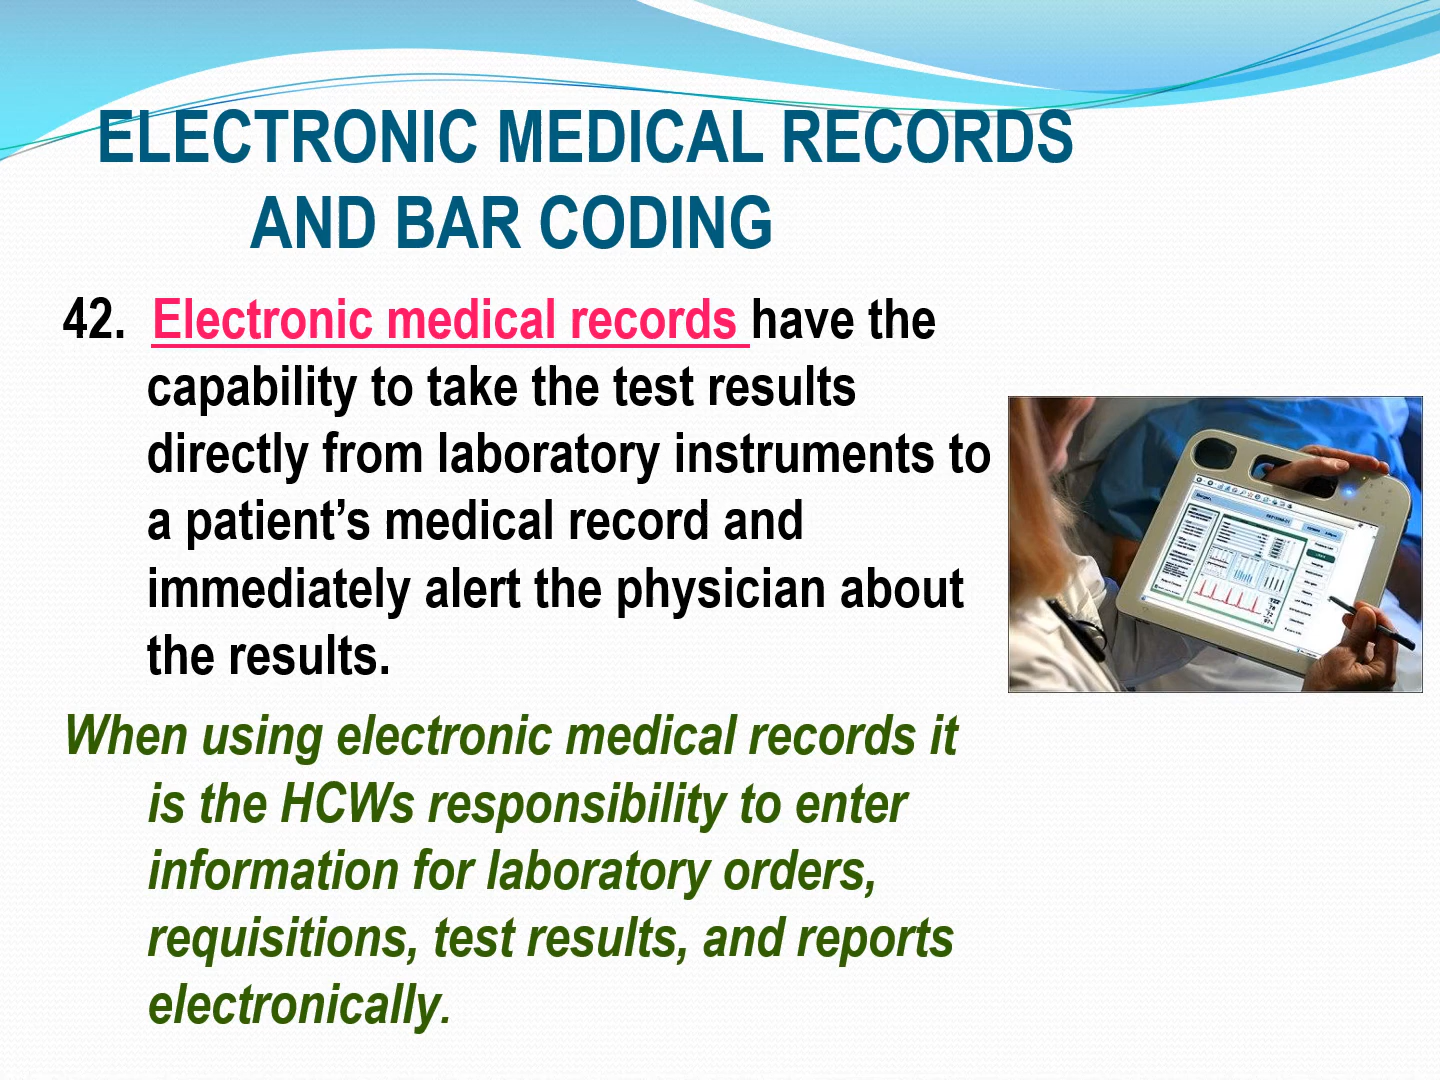 ELECTRONIC MEDICAL RECORDS
AND BAR CODING
42. Electronic medical records have the
capability to take the test results
directly from laboratory instruments to
a patient’s medical record and
immediately alert the physician about
the results.
When using electronic medical records it
is the HCWs responsibility to enter
information for laboratory orders,
requisitions, test results, and reports
electronically.